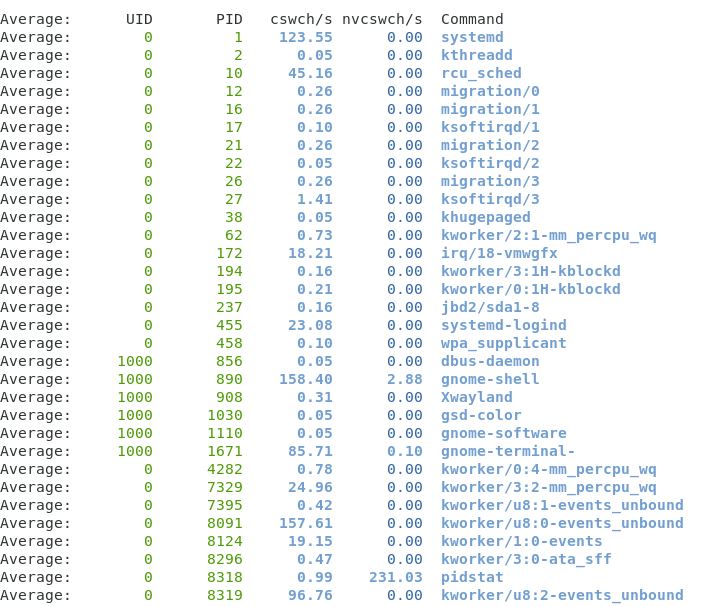 Average:      UID       PID   cswch/s nvcswch/s  Command
Average:        0         1    123.55      0.00  systemd
Average:        0         2      0.05      0.00  kthreadd
Average:        0        10     45.16      0.00  rcu_sched
Average:        0        12      0.26      0.00  migration/0
Average:        0        16      0.26      0.00  migration/1
Average:        0        17      0.10      0.00  ksoftirqd/1
Average:        0        21      0.26      0.00  migration/2
Average:        0        22      0.05      0.00  ksoftirqd/2
Average:        0        26      0.26      0.00  migration/3
Average:        0        27      1.41      0.00  ksoftirqd/3
Average:        0        38      0.05      0.00  khugepaged
Average:        0        62      0.73      0.00  kworker/2:1-mm_percpu_wq
Average:        0       172     18.21      0.00  irq/18-vmwgfx
Average:        0       194      0.16      0.00  kworker/3:1H-kblockd
Average:        0       195      0.21      0.00  kworker/0:1H-kblockd
Average:        0       237      0.16      0.00  jbd2/sda1-8
Average:        0       455     23.08      0.00  systemd-logind
Average:        0       458      0.10      0.00  wpa_supplicant
Average:     1000       856      0.05      0.00  dbus-daemon
Average:     1000       890    158.40      2.88  gnome-shell
Average:     1000       908      0.31      0.00  Xwayland
Average:     1000      1030      0.05      0.00  gsd-color
Average:     1000      1110      0.05      0.00  gnome-software
Average:     1000      1671     85.71      0.10  gnome-terminal-
Average:        0      4282      0.78      0.00  kworker/0:4-mm_percpu_wq
Average:        0      7329     24.96      0.00  kworker/3:2-mm_percpu_wq
Average:        0      7395      0.42      0.00  kworker/u8:1-events_unbound
Average:        0      8091    157.61      0.00  kworker/u8:0-events_unbound
Average:        0      8124     19.15      0.00  kworker/1:0-events
Average:        0      8296      0.47      0.00  kworker/3:0-ata_sff
Average:        0      8318      0.99    231.03  pidstat
Average:        0      8319     96.76      0.00  kworker/u8:2-events_unbound